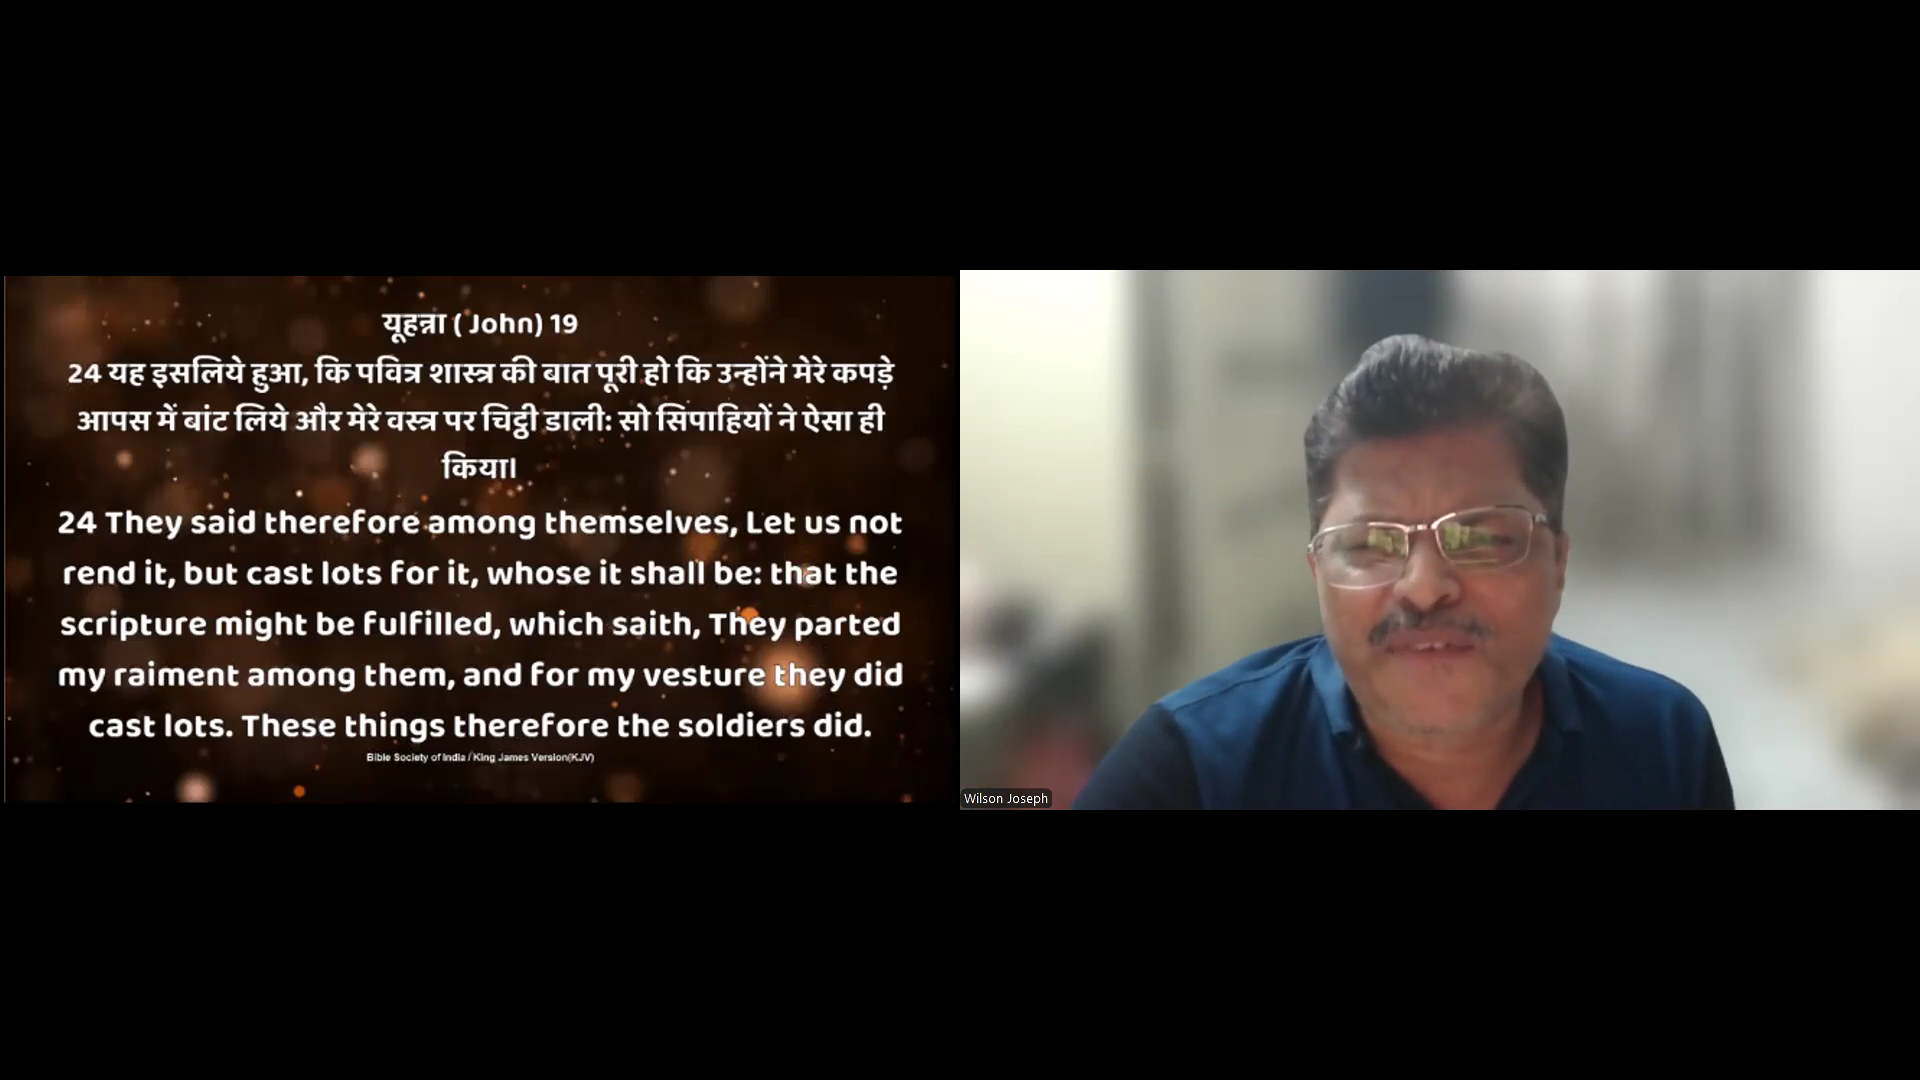 यूहन्ना ( John) 19
24 यह इसलिये हुआ, कि पवित्र शास्त्र की बात पूरी हो कि उन्होंने मेरे कपड़े
आपस में बांट लिये और मेरे वस्त्र पर चिट्ठी डाली: सो सिपाहियों ने ऐसा ही
किया।
24 They said therefore among themselves, Let us not
rend it, but cast lots for it, whose it shall be: that the
scripture might be fulfilled, which saith, They parted
my raiment among them, and for my vesture they did
cast lots. These things therefore the soldiers did.
Bible Society of India / King James Version(KJV)
Wilson Joseph